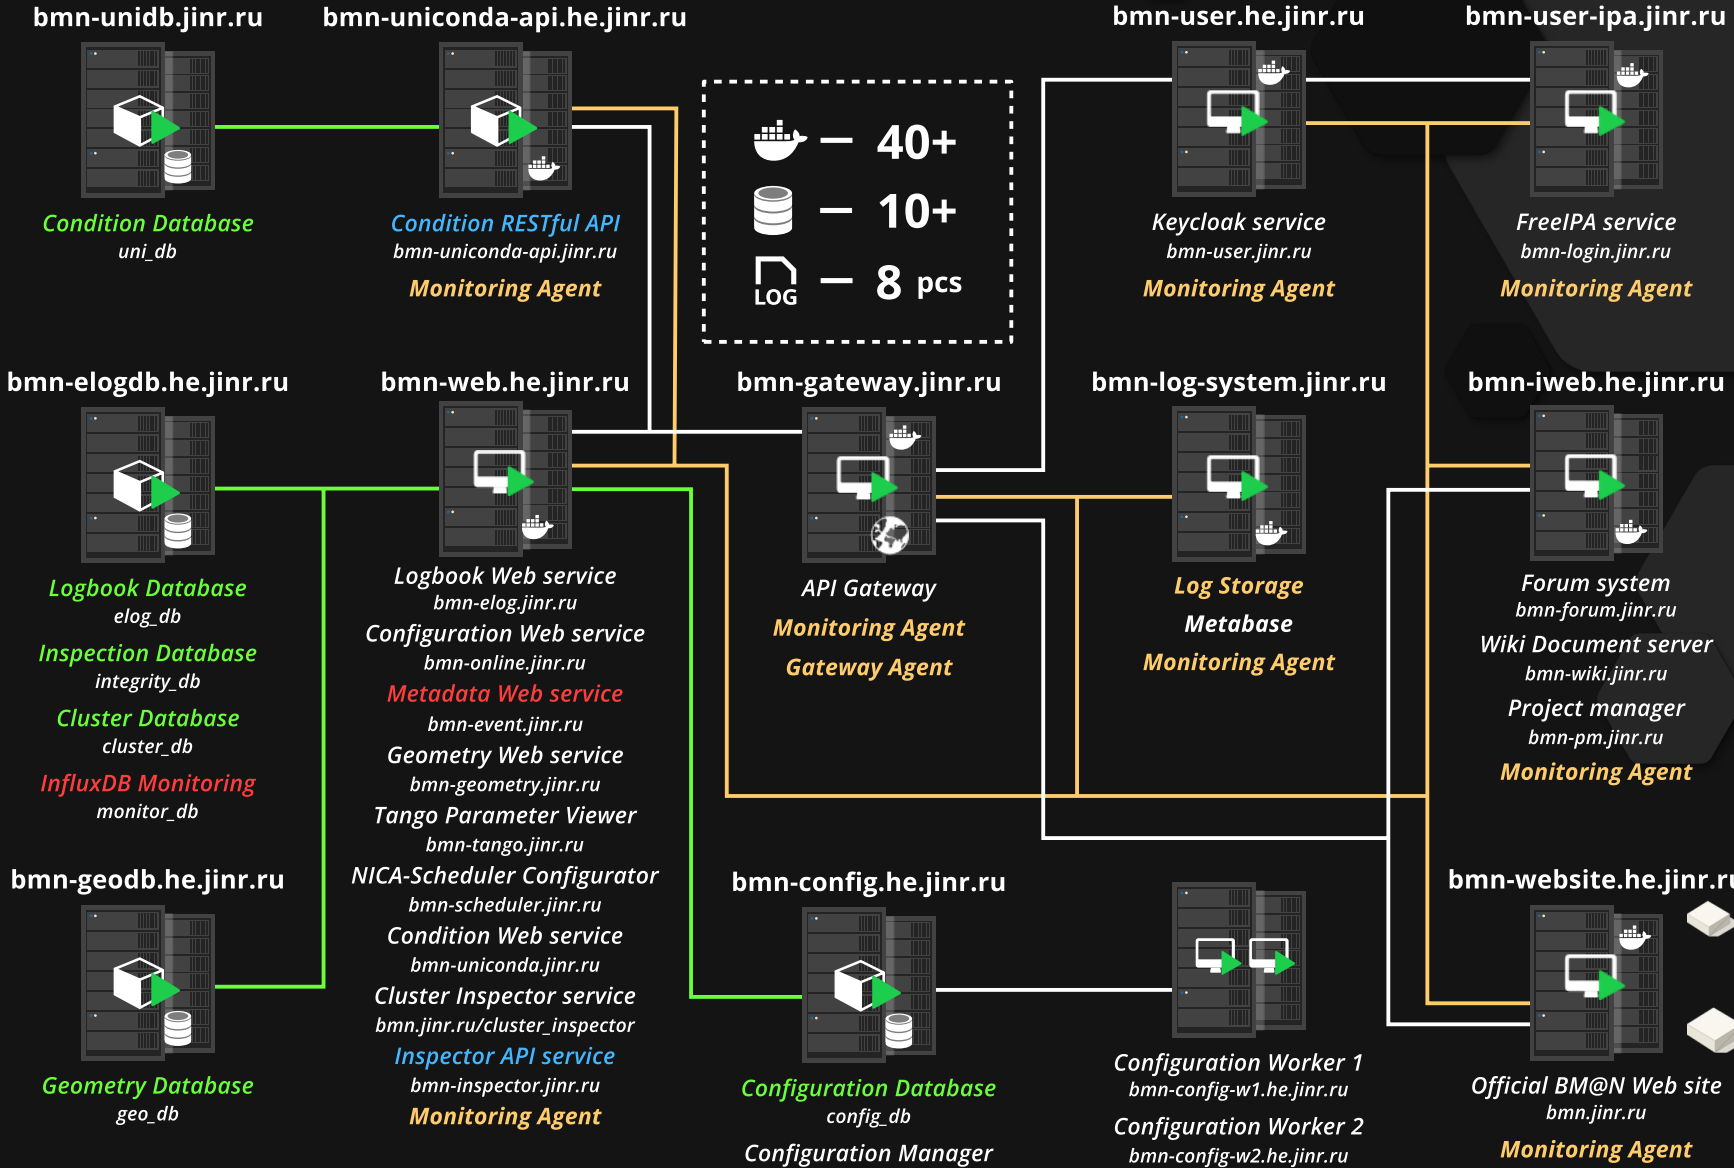 bmn-unidb.jinr.ru
Condition Database
uni_db
bmn-uniconda-api.he.jinr.ru
Condition RESTful API
bmn-uniconda-api.jinr.ru
Monitoring Agent
— 40+
— 10+
LOG — 8 pcs
bmn-user.he.jinr.ru
Keycloak service
bmn-user.jinr.ru
Monitoring Agent
bmn-user-ipa.jinr.ru
FreeIPA service
bmn-login.jinr.ru
Monitoring Agent
bmn-elogdb.he.jinr.ru
Logbook Database
elog_db
Inspection Database
integrity_db
Cluster Database
cluster_db
InfluxDB Monitoring
monitor_db
bmn-web.he.jinr.ru
Logbook Web service
bmn-elog.jinr.ru
Configuration Web service
bmn-online.jinr.ru
Metadata Web service
bmn-event.jinr.ru
Geometry Web service
bmn-geometry.jinr.ru
Tango Parameter Viewer
bmn-tango.jinr.ru
NICA-Scheduler Configurator
bmn-scheduler.jinr.ru
Condition Web service
bmn-uniconda.jinr.ru
Cluster Inspector service
bmn.jinr.ru/cluster_inspector
Inspector API service
bmn-inspector.jinr.ru
Monitoring Agent
bmn-gateway.jinr.ru
API Gateway
Monitoring Agent
Gateway Agent
bmn-log-system.jinr.ru
Log Storage
Metabase
Monitoring Agent
bmn-iweb.he.jinr.ru
Forum system
bmn-forum.jinr.ru
Wiki Document server
bmn-wiki.jinr.ru
Project manager
bmn-pm.jinr.ru
Monitoring Agent
bmn-geodb.he.jinr.ru
Geometry Database
geo_db
bmn-config.he.jinr.ru
Configuration Database
config_db
Configuration Manager
Configuration Worker 1
bmn-config-w1.he.jinr.ru
Configuration Worker 2
bmn-config-w2.he.jinr.ru
bmn-website.he.jinr.ru
Official BM@N Web site
bmn.jinr.ru
Monitoring Agent